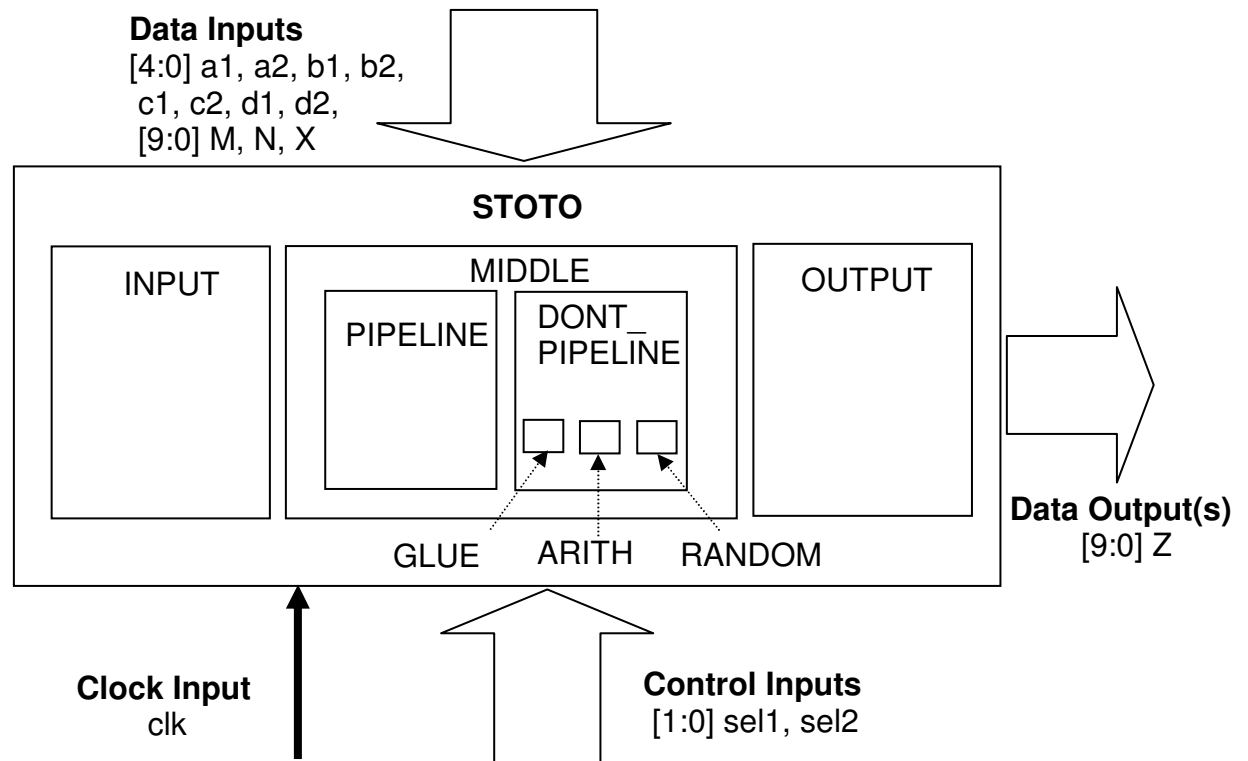 Data Inputs
[4:0] a1, a2, b1, b2,
c1, c2, d1, d2,
[9:0] M, N, X
STOTO
INPUT
MIDDLE
PIPELINE
DONT_
PIPELINE
OUTPUT
GLUE
ARITH
RANDOM
Data Output(s)
[9:0] Z
Clock Input
clk
Control Inputs
[1:0] sel1, sel2